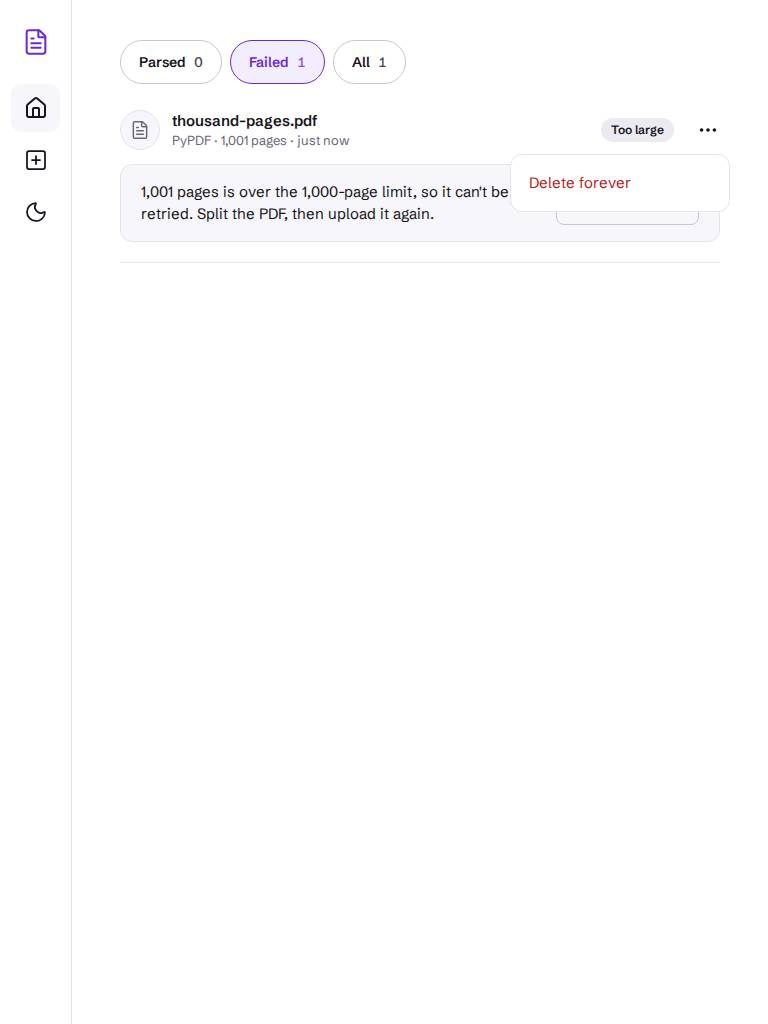 Parsed 0
Failed 1
All 1
thousand-pages.pdf
PyPDF · 1,001 pages · just now
Too large
1,001 pages is over the 1,000-page limit, so it can't be
retried. Split the PDF, then upload it again.
Delete forever